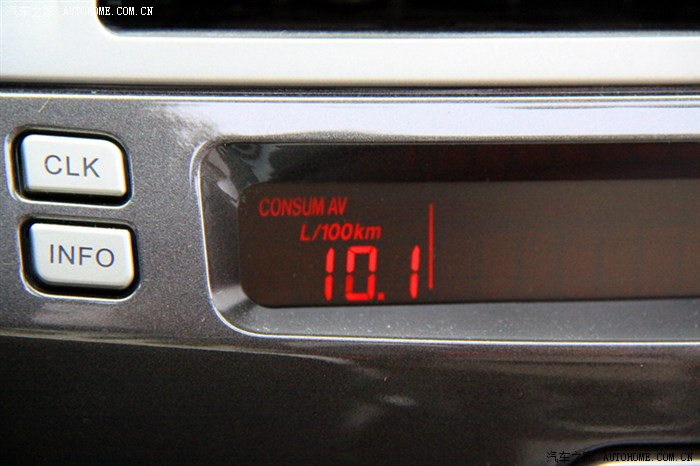 汽车之家 AUTOHOME.COM.CN
CLK
INFO
CONSUM AV
L/100km
10.1
汽车之家 AUTOHOME.COM.CN